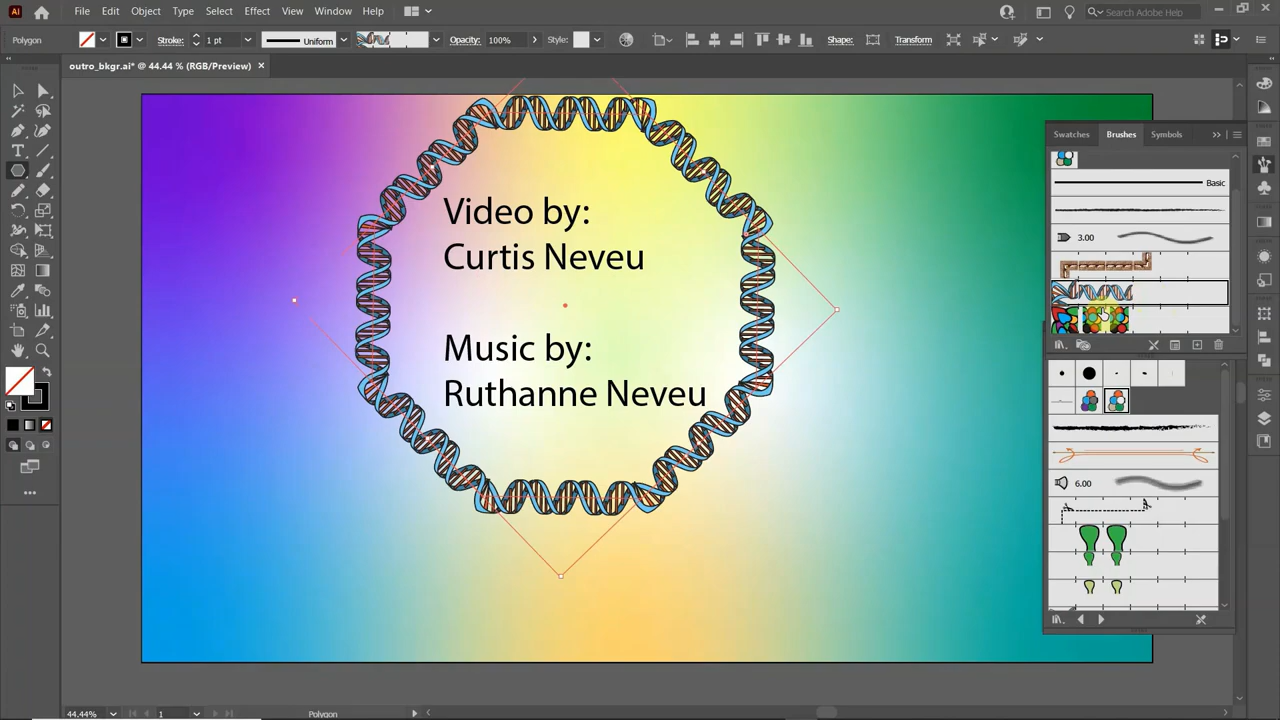 Ai
File Edit Object Type Select Effect View Window Help
Search Adobe Help
Polygon
Stroke: 1 pt Uniform Opacity: 100% Style: Shape: Transform
outro_bkgr.ai* @ 44.44 % (RGB/Preview)
Swatches Brushes Symbols
Basic
3.00
Video by:
Curtis Neveu
Music by:
Ruthanne Neveu
6.00
44.44% 1 Polygon